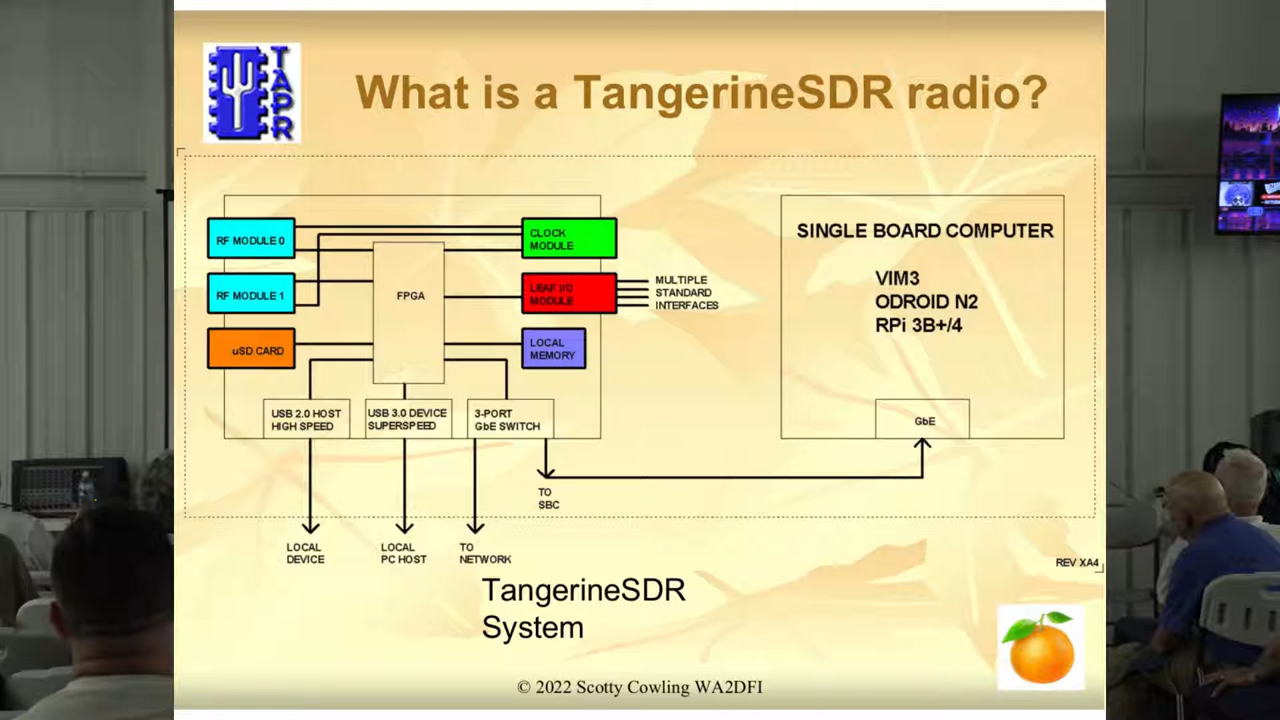 TAPR
What is a TangerineSDR radio?
RF MODULE 0
CLOCK
MODULE
RF MODULE 1
FPGA
LEAF I/O
MODULE
MULTIPLE
STANDARD
INTERFACES
uSD CARD
LOCAL
MEMORY
USB 2.0 HOST
HIGH SPEED
USB 3.0 DEVICE
SUPERSPEED
3-PORT
GbE SWITCH
SINGLE BOARD COMPUTER
VIM3
ODROID N2
RPi 3B+/4
GbE
TO
SBC
LOCAL
DEVICE
LOCAL
PC HOST
TO
NETWORK
REV XA4
TangerineSDR
System
© 2022 Scotty Cowling WA2DFI